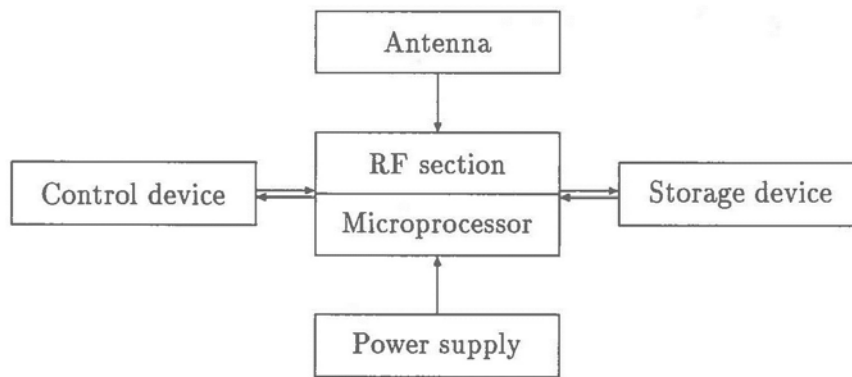 Antenna
RF section
Control device
Storage device
Microprocessor
Power supply